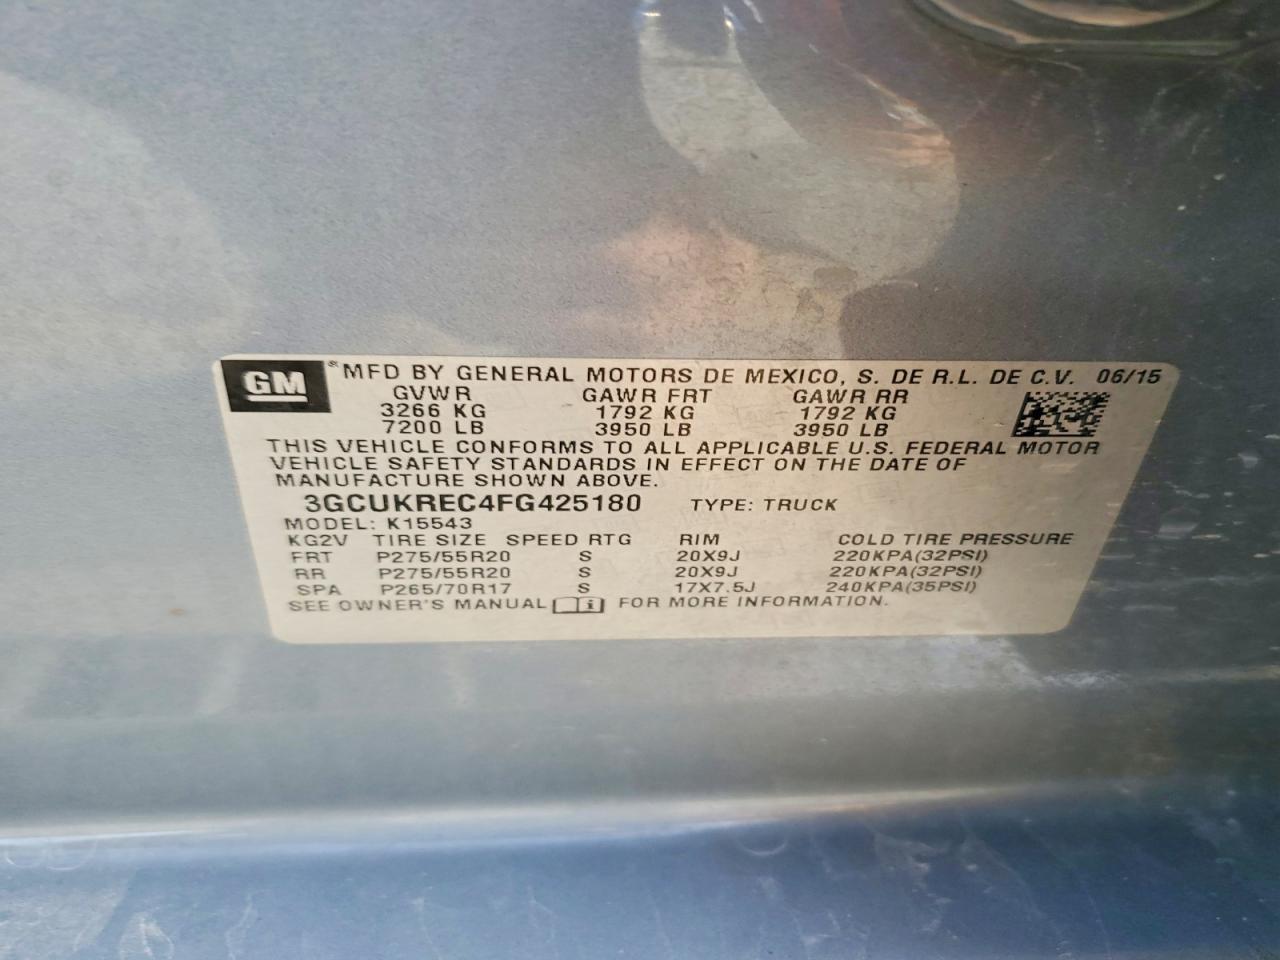 GM ® MFD BY GENERAL MOTORS DE MEXICO, S. DE R.L. DE C.V. 06/15
GVWR GAWR FRT GAWR RR
3266 KG 1792 KG 1792 KG
7200 LB 3950 LB 3950 LB
THIS VEHICLE CONFORMS TO ALL APPLICABLE U.S. FEDERAL MOTOR
VEHICLE SAFETY STANDARDS IN EFFECT ON THE DATE OF
MANUFACTURE SHOWN ABOVE.
3GCUKREC4FG425180 TYPE: TRUCK
MODEL: K15543
KG2V TIRE SIZE SPEED RTG RIM COLD TIRE PRESSURE
FRT P275/55R20 S 20X9J 220KPA(32PSI)
RR P275/55R20 S 20X9J 220KPA(32PSI)
SPA P265/70R17 S 17X7.5J 240KPA(35PSI)
SEE OWNER'S MANUAL i FOR MORE INFORMATION.